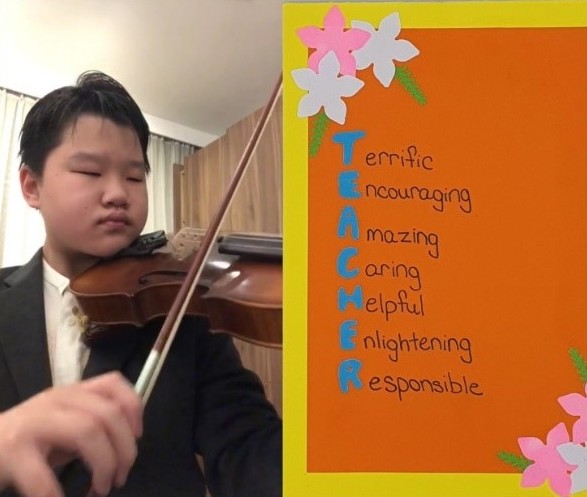 Terrific
Encouraging
Amazing
Caring
Helpful
Enlightening
Responsible